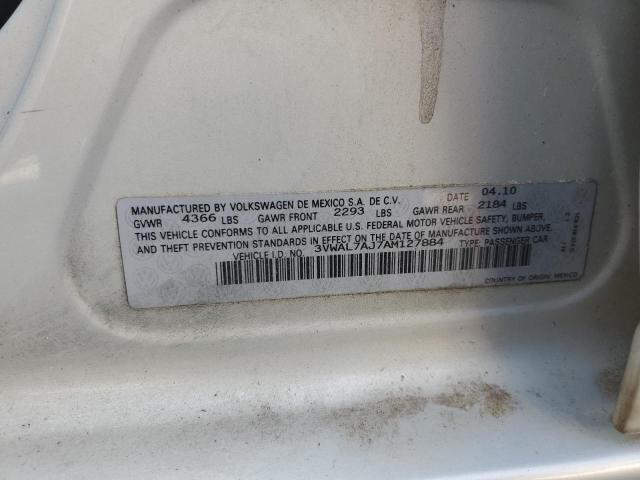 MANUFACTURED BY VOLKSWAGEN DE MEXICO S.A. DE C.V. DATE 04.10
GVWR 4366 LBS GAWR FRONT 2293 LBS GAWR REAR 2184 LBS
THIS VEHICLE CONFORMS TO ALL APPLICABLE U.S. FEDERAL MOTOR VEHICLE SAFETY, BUMPER,
AND THEFT PREVENTION STANDARDS IN EFFECT ON THE DATE OF MANUFACTURE SHOWN ABOVE.
VEHICLE I.D. NO. 3VWAL7AJ7AM127884 TYPE: PASSENGER CAR
COUNTRY OF ORIGIN: MEXICO